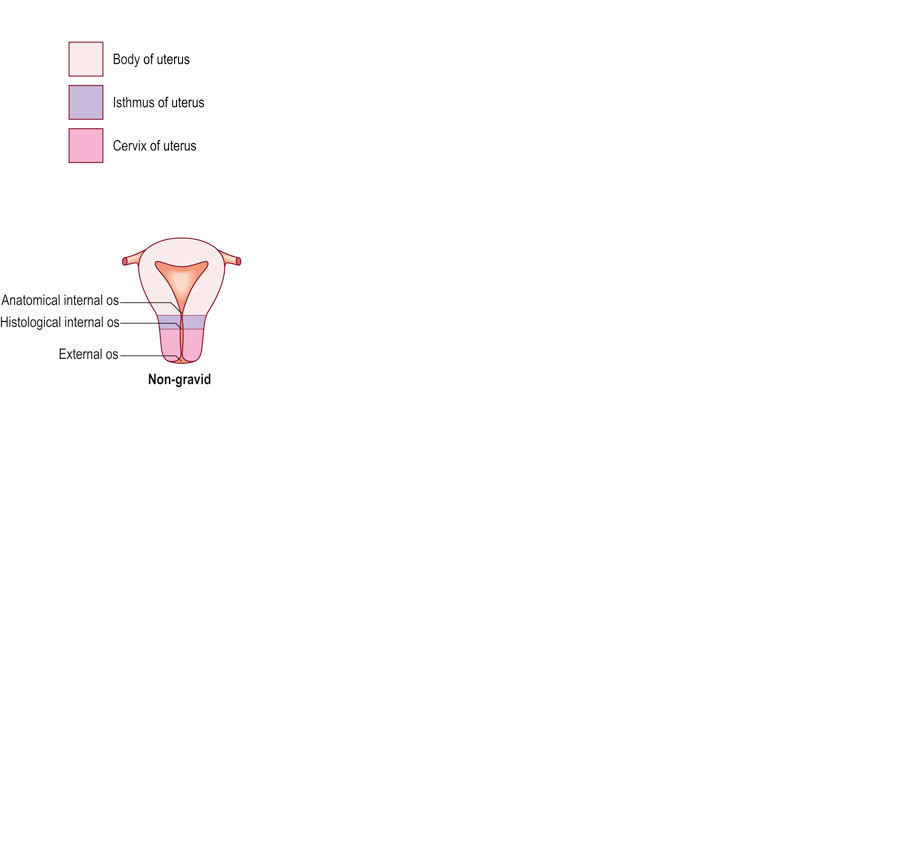 Body of uterus
Isthmus of uterus
Cervix of uterus
Anatomical internal os
Histological internal os
External os
Non-gravid